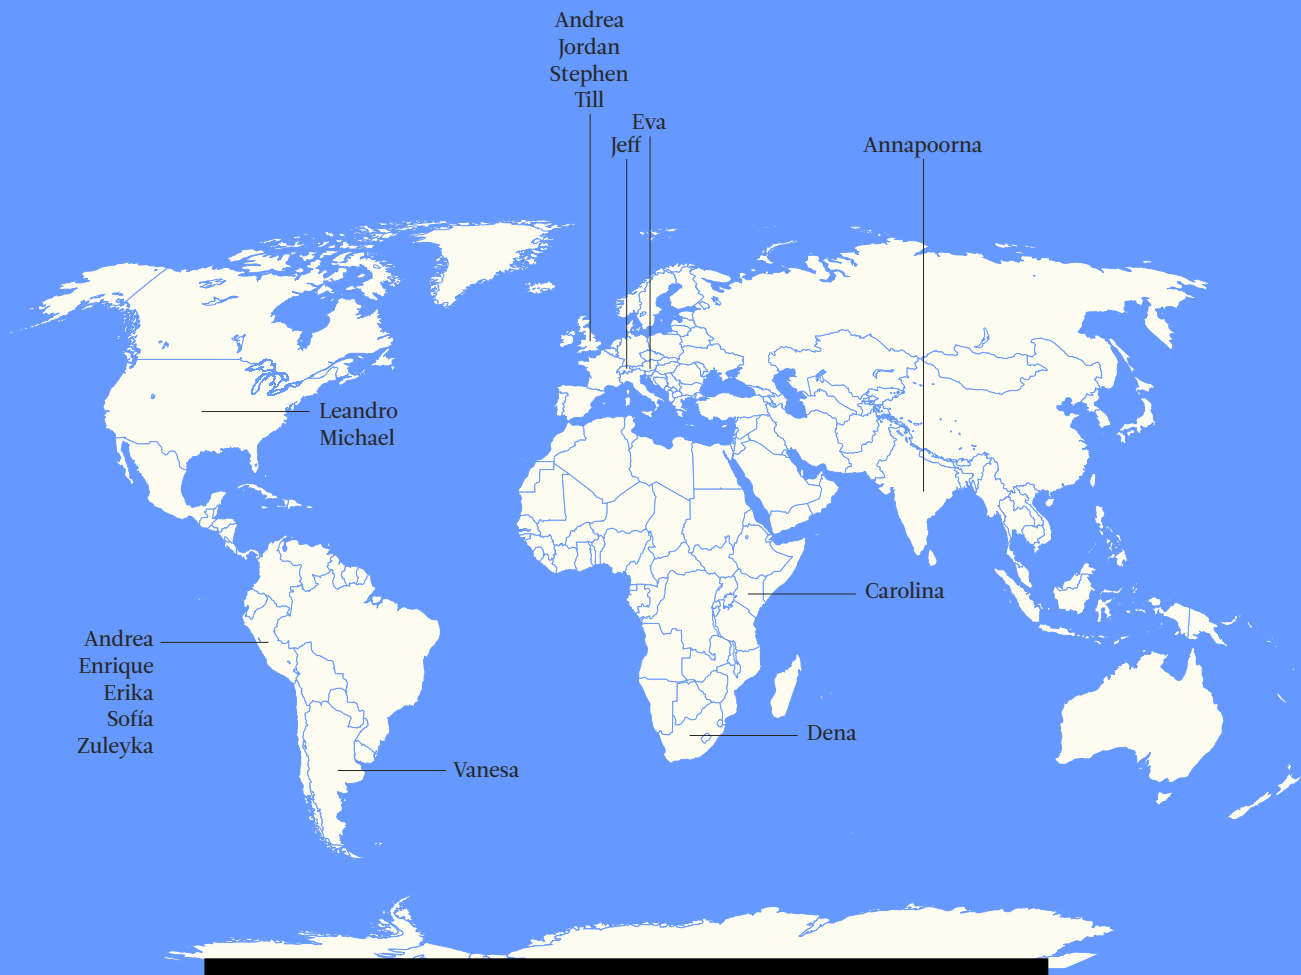 Andrea
Jordan
Stephen
Till
Eva
Jeff
Annapoorna
Leandro
Michael
Carolina
Andrea
Enrique
Erika
Sofía
Zuleyka
Dena
Vanesa